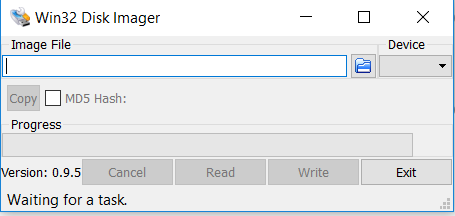 Win32 Disk Imager
Image File
Device
Copy
MD5 Hash:
Progress
Version: 0.9.5
Cancel
Read
Write
Exit
Waiting for a task.